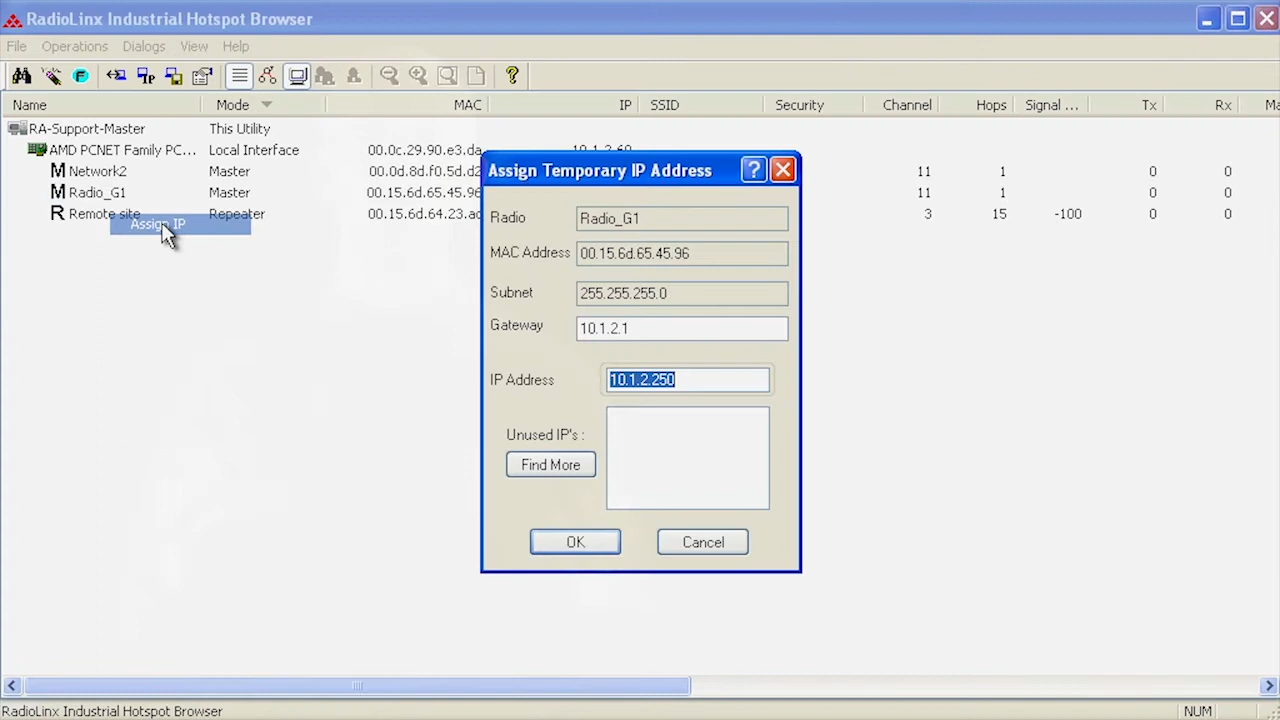 RadioLinx Industrial Hotspot Browser
File Operations Dialogs View Help
Name Mode MAC IP SSID Security Channel Hops Signal ... Tx Rx Ma
RA-Support-Master This Utility
AMD PCNET Family PC... Local Interface 00.0c.29.90.e3.da 10.1.2.60
M Network2 Master 00.0d.8d.f0.5d.d2 11 1 0 0
M Radio_G1 Master 00.15.6d.65.45.96 11 1 0 0
R Remote site Repeater 00.15.6d.64.23.ac 3 15 -100 0 0
Assign IP
Assign Temporary IP Address
Radio Radio_G1
MAC Address 00.15.6d.65.45.96
Subnet 255.255.255.0
Gateway 10.1.2.1
IP Address 10.1.2.250
Unused IP's :
Find More
OK Cancel
RadioLinx Industrial Hotspot Browser NUM